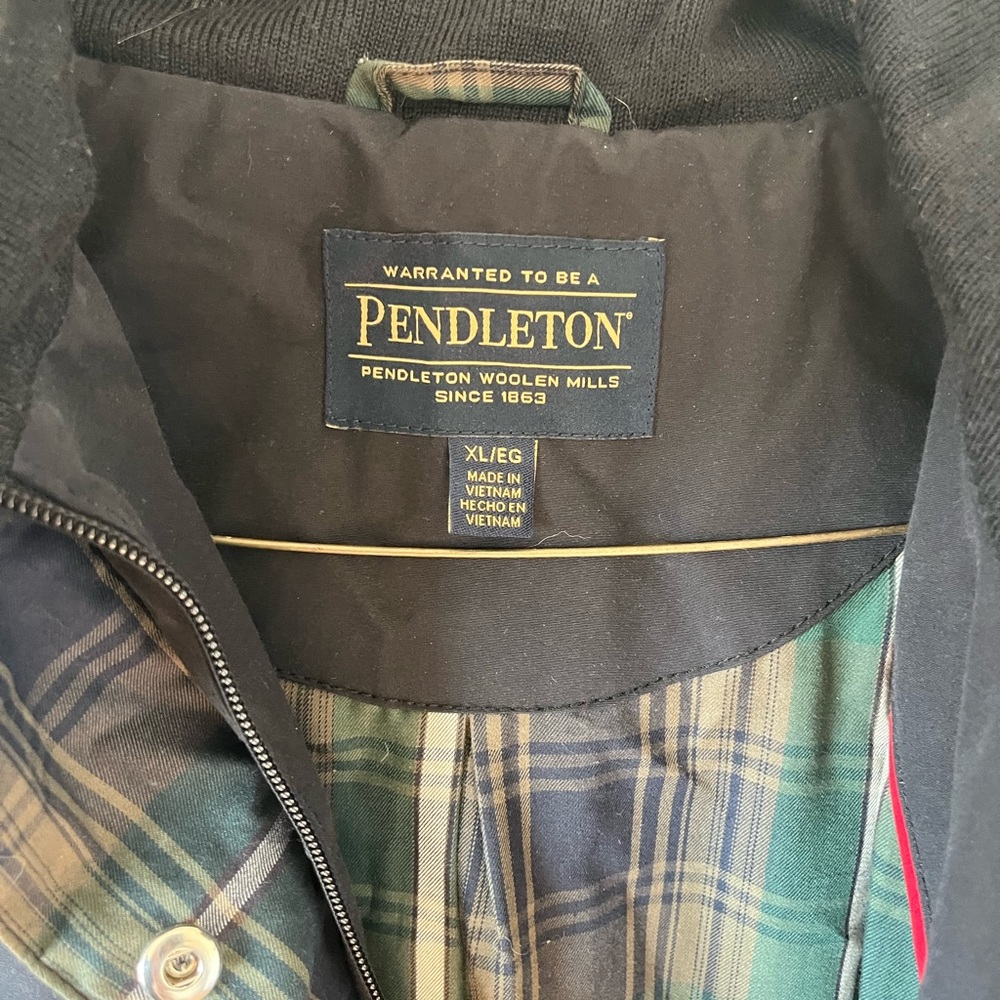 WARRANTED TO BE A
PENDLETON®
PENDLETON WOOLEN MILLS
SINCE 1863
XL/EG
MADE IN
VIETNAM
HECHO EN
VIETNAM